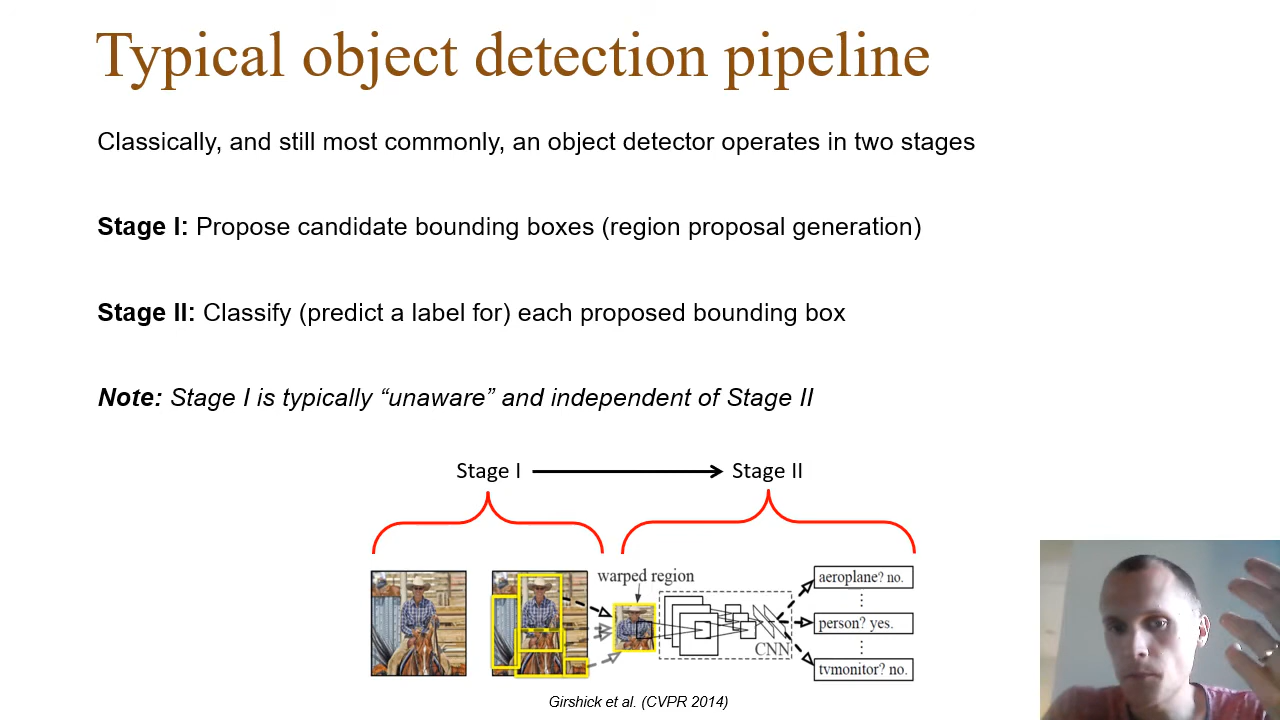 Typical object detection pipeline
Classically, and still most commonly, an object detector operates in two stages
Stage I: Propose candidate bounding boxes (region proposal generation)
Stage II: Classify (predict a label for) each proposed bounding box
Note: Stage I is typically “unaware” and independent of Stage II
Stage I
Stage II
warped region
CNN
aeroplane? no.
⋮
person? yes.
⋮
tvmonitor? no.
Girshick et al. (CVPR 2014)